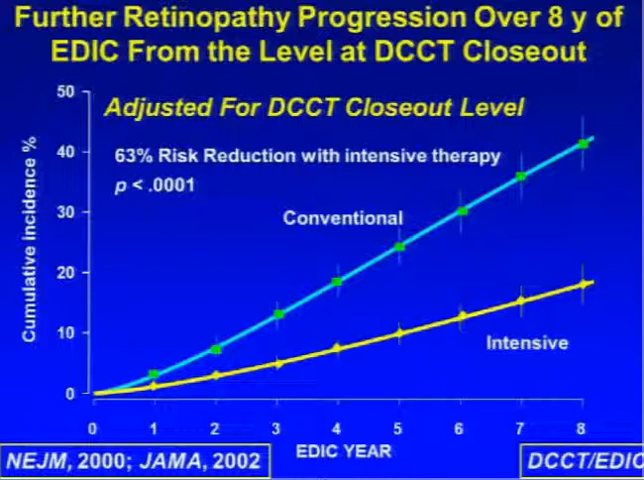 Further Retinopathy Progression Over 8 y of
EDIC From the Level at DCCT Closeout
Adjusted For DCCT Closeout Level
63% Risk Reduction with intensive therapy
p < .0001
Conventional
Intensive
Cumulative incidence %
50
40
30
20
10
0
0 1 2 3 4 5 6 7 8
EDIC YEAR
NEJM, 2000; JAMA, 2002
DCCT/EDIC